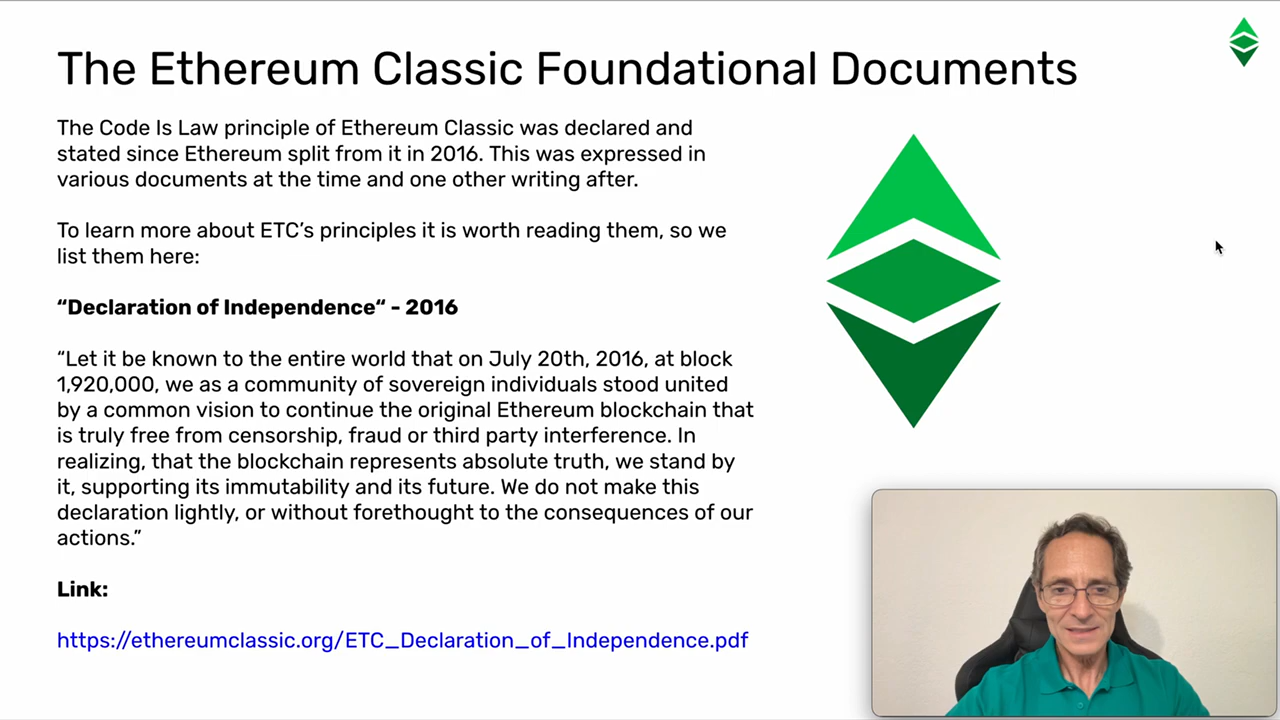 The Ethereum Classic Foundational Documents
The Code Is Law principle of Ethereum Classic was declared and
stated since Ethereum split from it in 2016. This was expressed in
various documents at the time and one other writing after.
To learn more about ETC’s principles it is worth reading them, so we
list them here:
“Declaration of Independence“ - 2016
“Let it be known to the entire world that on July 20th, 2016, at block
1,920,000, we as a community of sovereign individuals stood united
by a common vision to continue the original Ethereum blockchain that
is truly free from censorship, fraud or third party interference. In
realizing, that the blockchain represents absolute truth, we stand by
it, supporting its immutability and its future. We do not make this
declaration lightly, or without forethought to the consequences of our
actions.”
Link:
https://ethereumclassic.org/ETC_Declaration_of_Independence.pdf